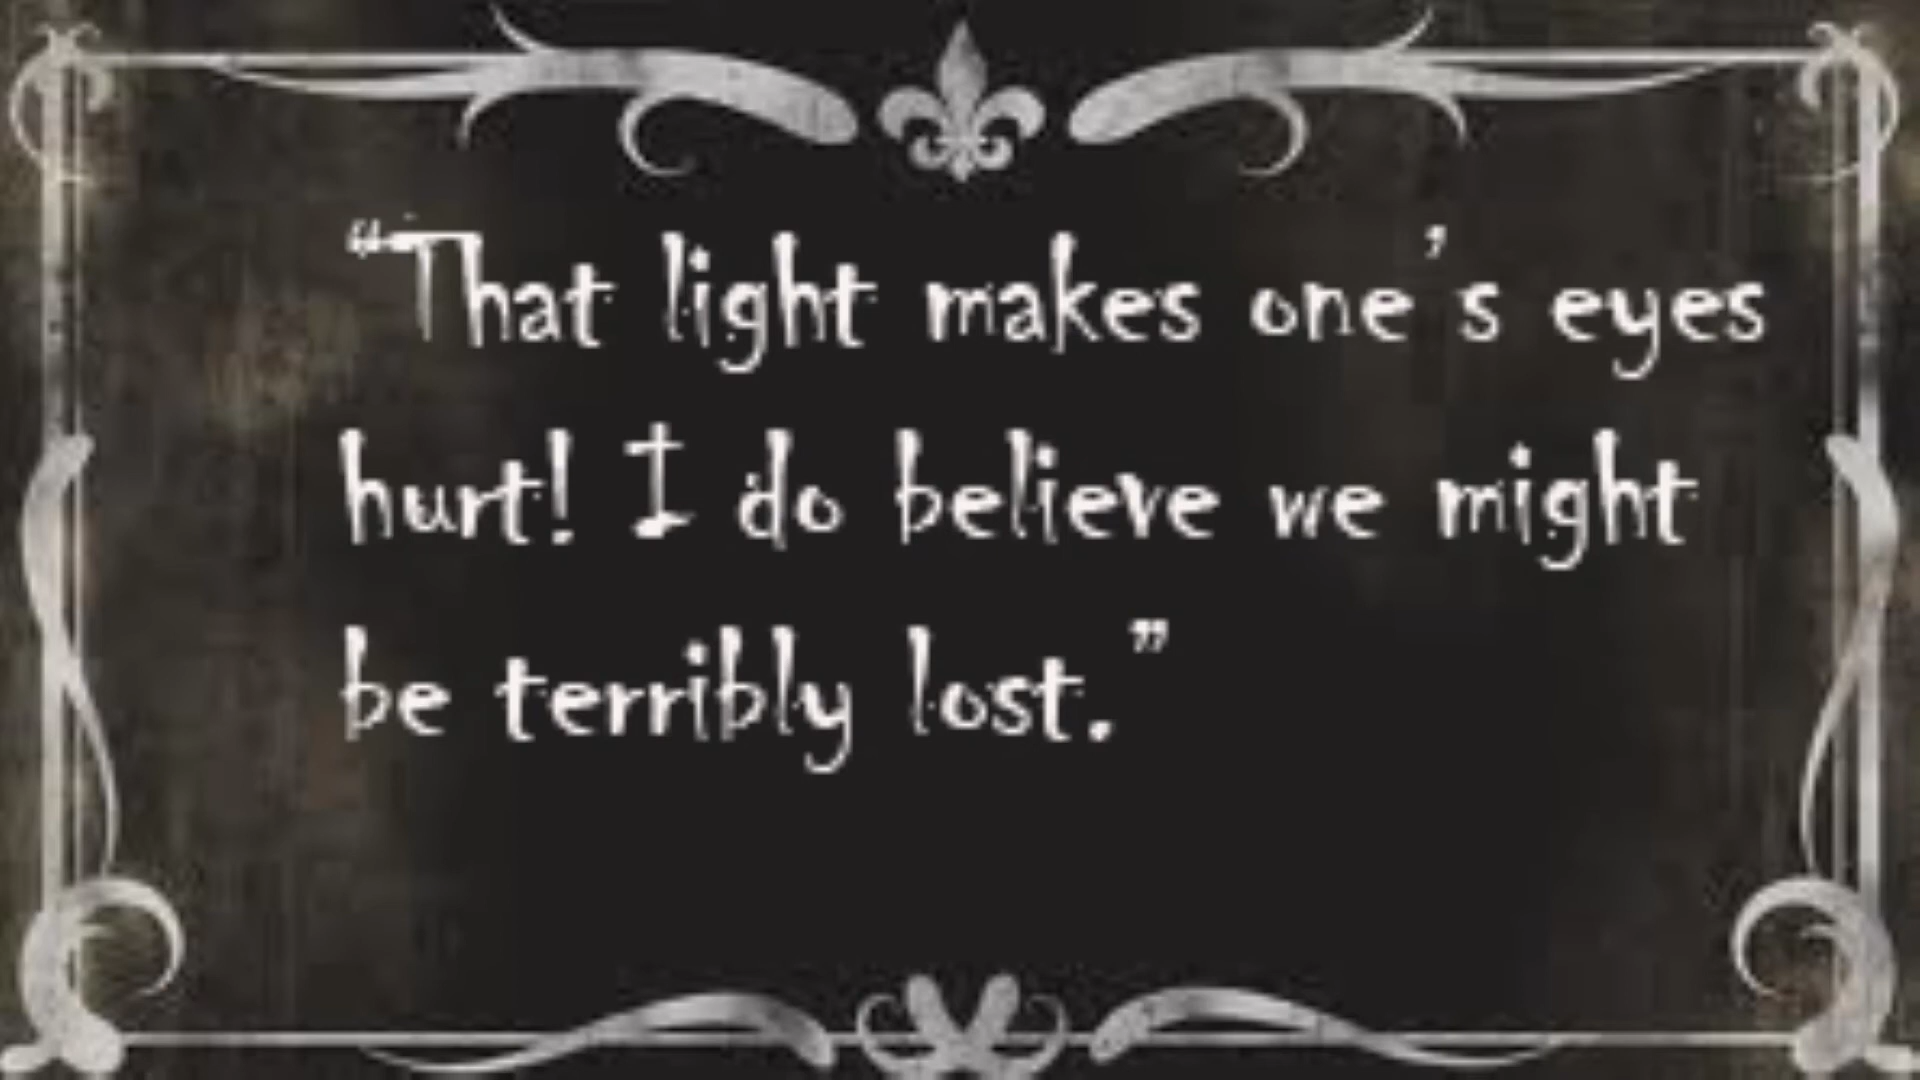 “That light makes one’s eyes
hurt! I do believe we might
be terribly lost.”